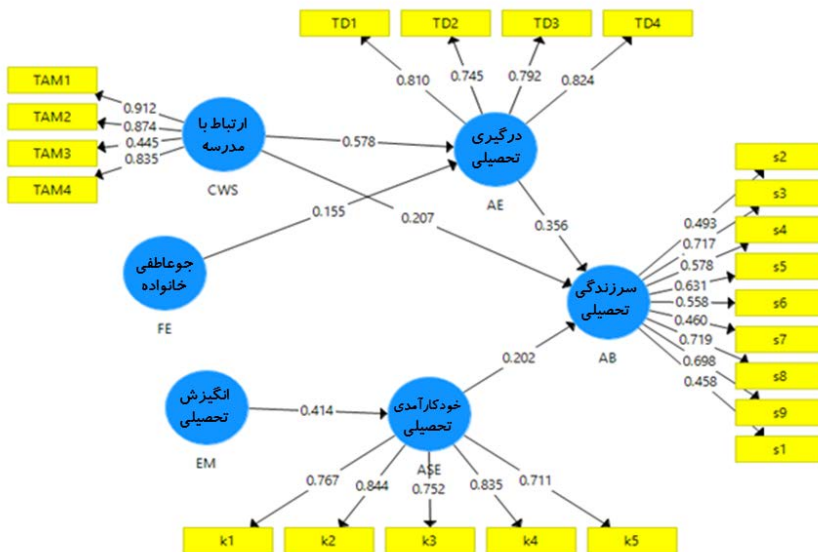 TD1
TD2
TD3
TD4
0.810
0.745
0.792
0.824
TAM1
TAM2
TAM3
TAM4
0.912
0.874
0.445
0.835
ارتباط با
مدرسه
CWS
0.578
درگیری
تحصیلی
AE
0.155
0.207
0.356
جوعاطفی
خانواده
FE
سرزندگی
تحصیلی
AB
s2
s3
s4
s5
s6
s7
s8
s9
s1
0.493
0.717
0.578
0.631
0.558
0.460
0.719
0.698
0.458
0.202
انگیزش
تحصیلی
EM
0.414
خودکارآمدی
تحصیلی
ASE
0.767
0.844
0.752
0.835
0.711
k1
k2
k3
k4
k5